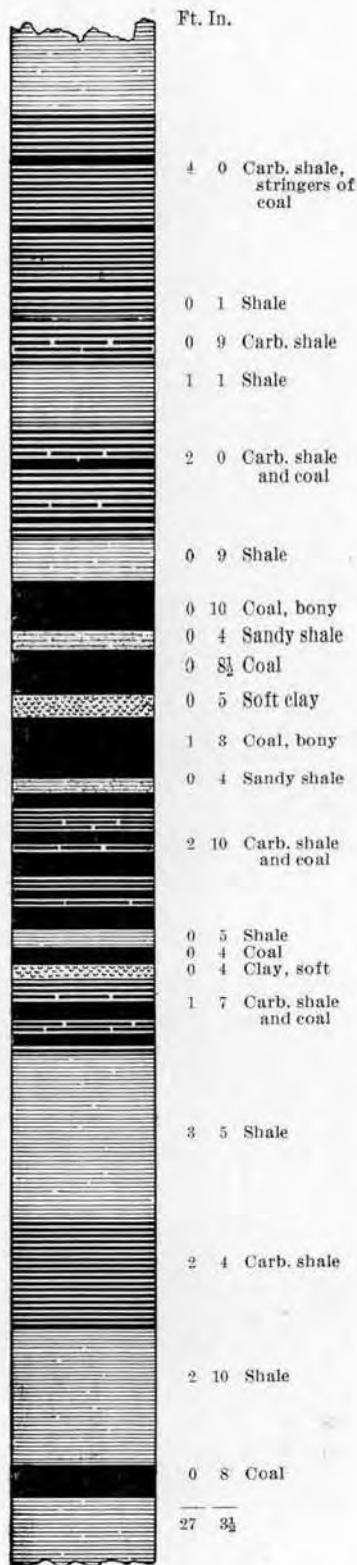 Ft. In.
4 0 Carb. shale,
stringers of
coal
0 1 Shale
0 9 Carb. shale
1 1 Shale
2 0 Carb. shale
and coal
0 9 Shale
0 10 Coal, bony
0 4 Sandy shale
0 8½ Coal
0 5 Soft clay
1 3 Coal, bony
0 4 Sandy shale
2 10 Carb. shale
and coal
0 5 Shale
0 4 Coal
0 4 Clay, soft
1 7 Carb. shale
and coal
3 5 Shale
2 4 Carb. shale
2 10 Shale
0 8 Coal
27 3½